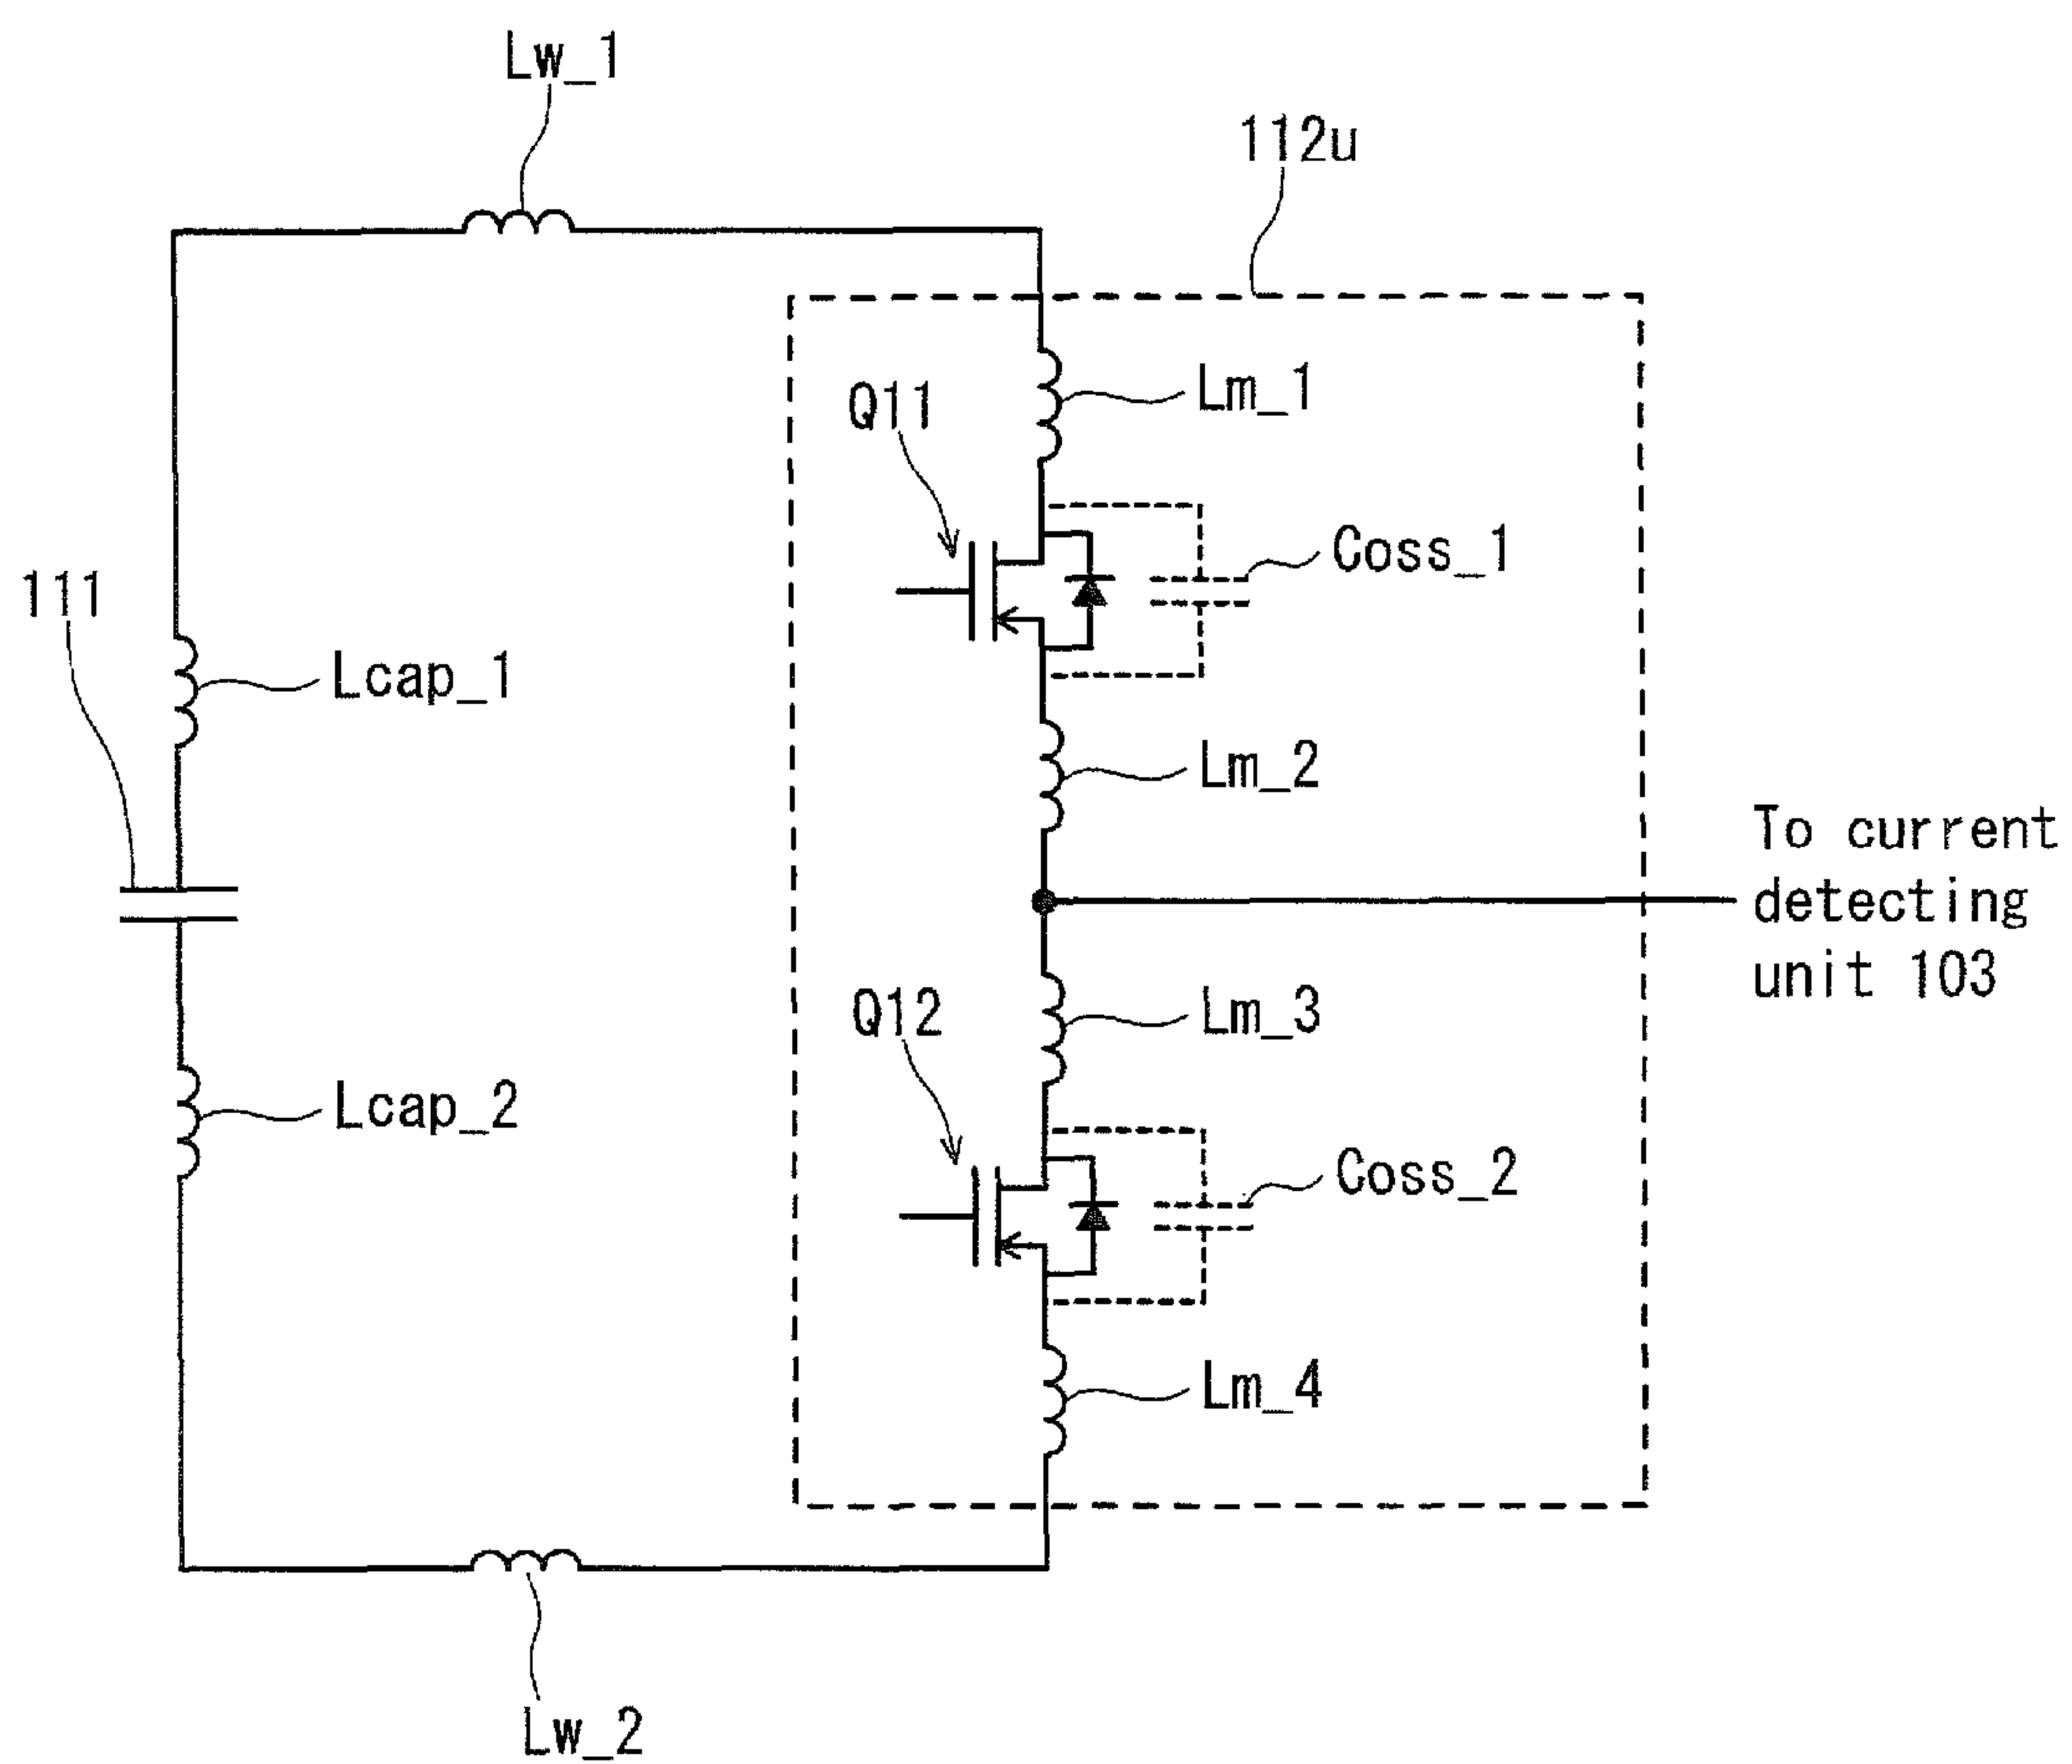 Lw_1
112u
Lm_1
Q11
Coss_1
111
Lcap_1
Lm_2
To current
detecting
unit 103
Q12
Lm_3
Lcap_2
Coss_2
Lm_4
Lw_2